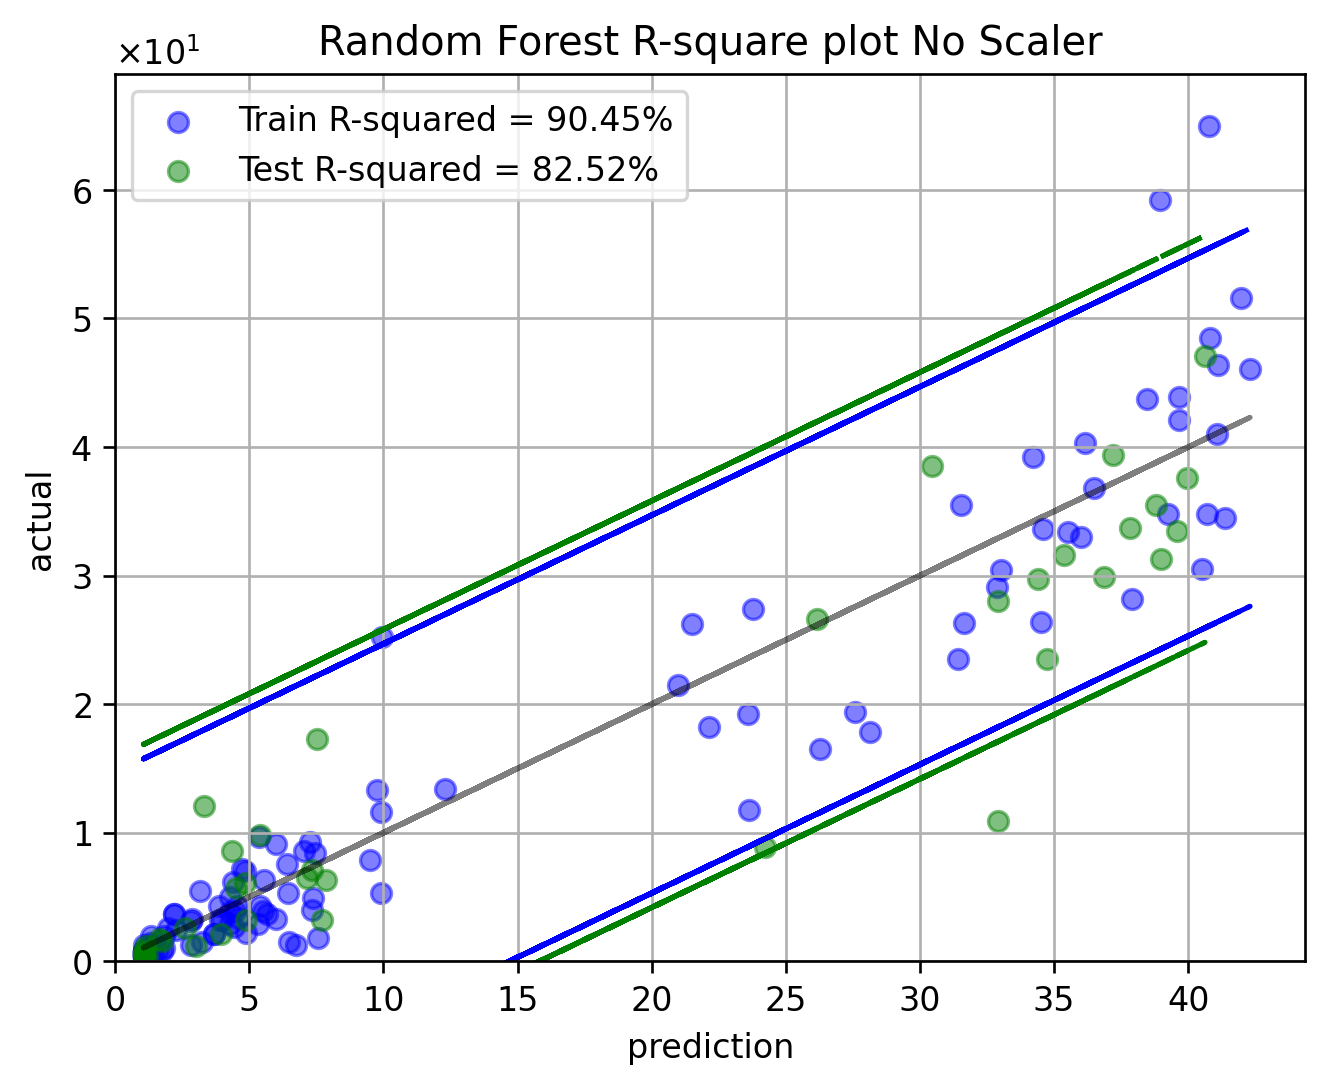 Random Forest R-square plot No Scaler
×10¹
Train R-squared = 90.45%
Test R-squared = 82.52%
6
5
4
3
2
1
0
actual
0 5 10 15 20 25 30 35 40
prediction